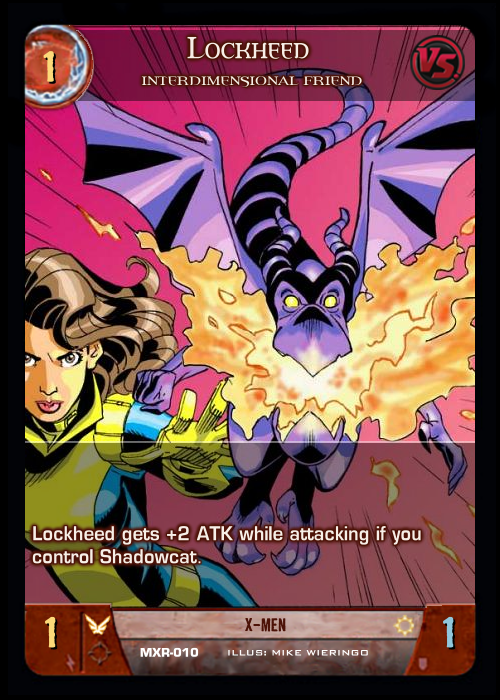 1
LOCKHEED
VS
INTERDIMENSIONAL FRIEND
Lockheed gets +2 ATK while attacking if you
control Shadowcat.
1
X-MEN
1
MXR-010 ILLUS: MIKE WIERINGO